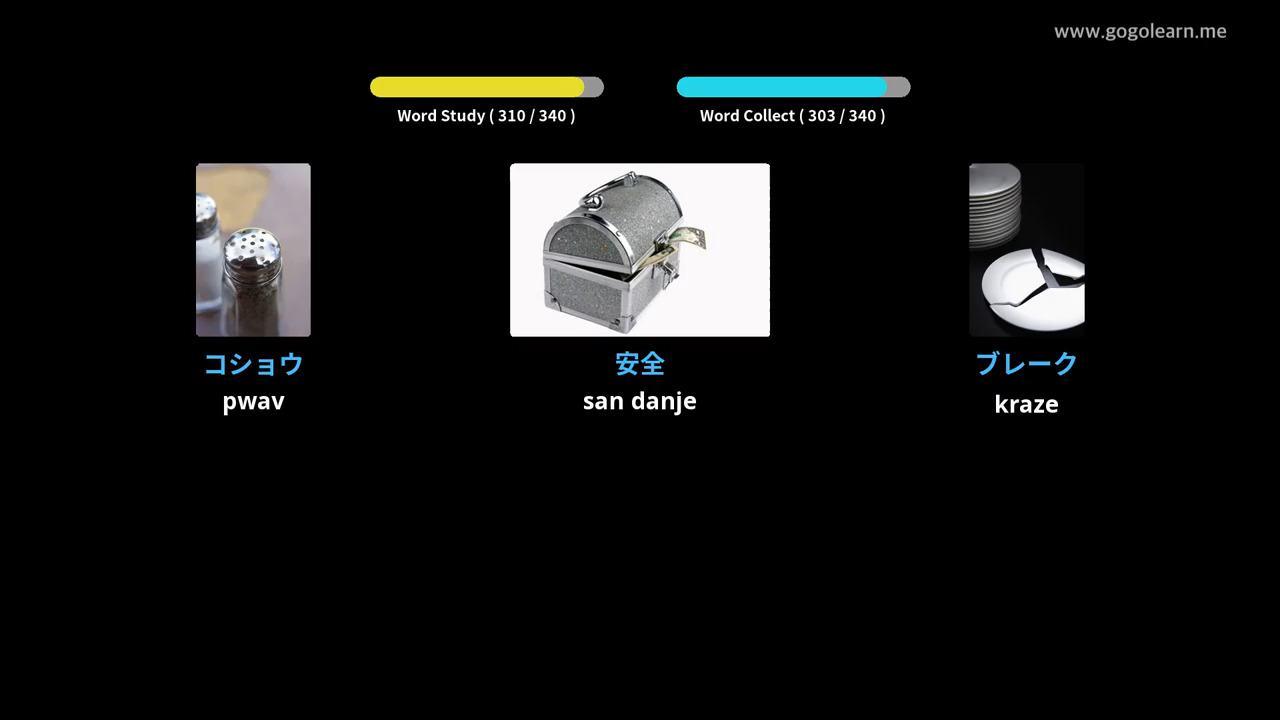 www.gogolearn.me
Word Study ( 310 / 340 )
Word Collect ( 303 / 340 )
コショウ
pwav
安全
san danje
ブレーク
kraze